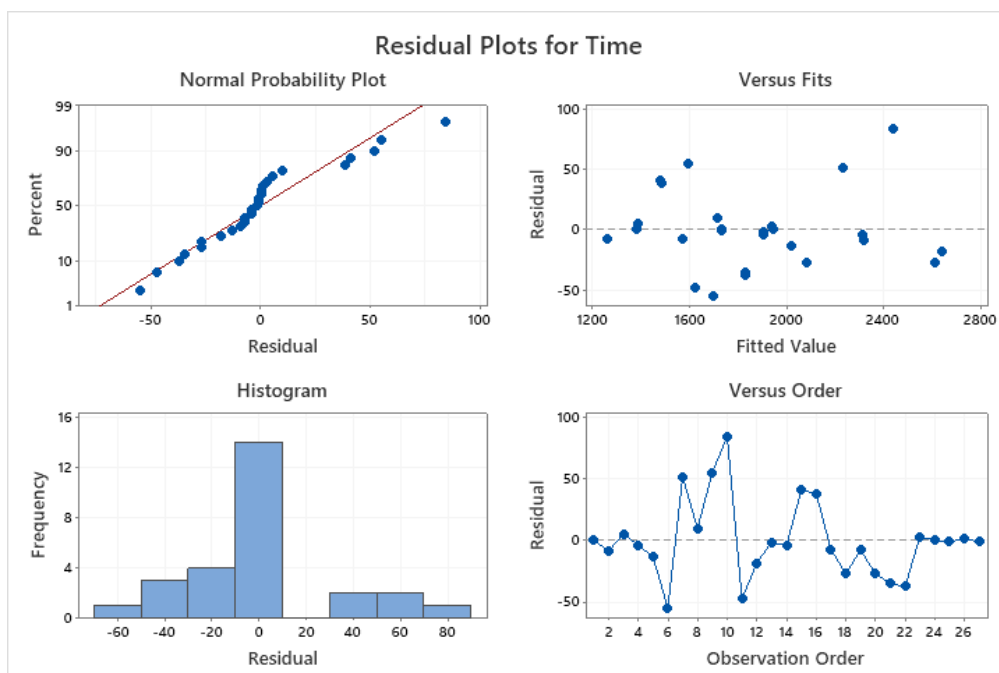 Residual Plots for Time
Normal Probability Plot
99
90
50
10
1
Percent
-50 0 50 100
Residual
Versus Fits
100
50
0
-50
Residual
1200 1600 2000 2400 2800
Fitted Value
Histogram
16
12
8
4
0
Frequency
-60 -40 -20 0 20 40 60 80
Residual
Versus Order
100
50
0
-50
Residual
2 4 6 8 10 12 14 16 18 20 22 24 26
Observation Order